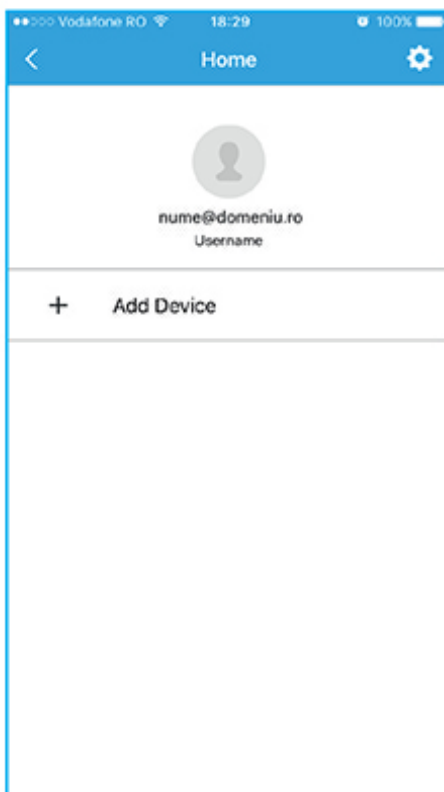 Vodafone RO 18:29 100%
Home
nume@domeniu.ro
Username
+ Add Device